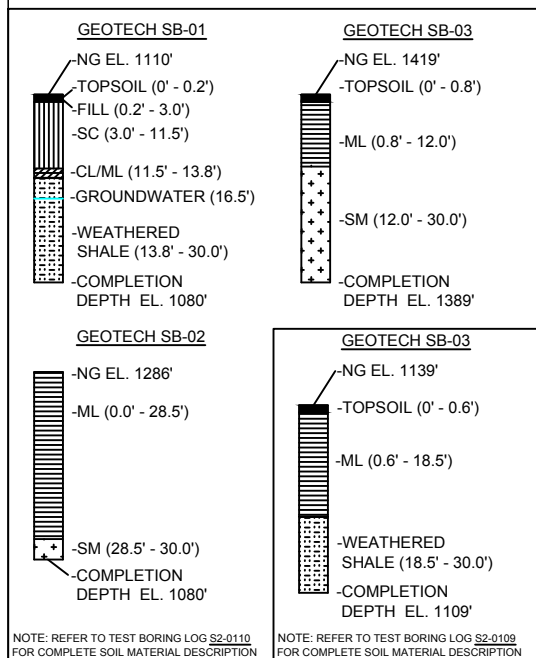 GEOTECH SB-01
-NG EL. 1110'
-TOPSOIL (0' - 0.2')
-FILL (0.2' - 3.0')
-SC (3.0' - 11.5')
-CL/ML (11.5' - 13.8')
-GROUNDWATER (16.5')
-WEATHERED
SHALE (13.8' - 30.0')
-COMPLETION
DEPTH EL. 1080'
GEOTECH SB-03
-NG EL. 1419'
-TOPSOIL (0' - 0.8')
-ML (0.8' - 12.0')
-SM (12.0' - 30.0')
-COMPLETION
DEPTH EL. 1389'
GEOTECH SB-02
-NG EL. 1286'
-ML (0.0' - 28.5')
-SM (28.5' - 30.0')
-COMPLETION
DEPTH EL. 1080'
NOTE: REFER TO TEST BORING LOG S2-0110
FOR COMPLETE SOIL MATERIAL DESCRIPTION
GEOTECH SB-03
-NG EL. 1139'
-TOPSOIL (0' - 0.6')
-ML (0.6' - 18.5')
-WEATHERED
SHALE (18.5' - 30.0')
-COMPLETION
DEPTH EL. 1109'
NOTE: REFER TO TEST BORING LOG S2-0109
FOR COMPLETE SOIL MATERIAL DESCRIPTION